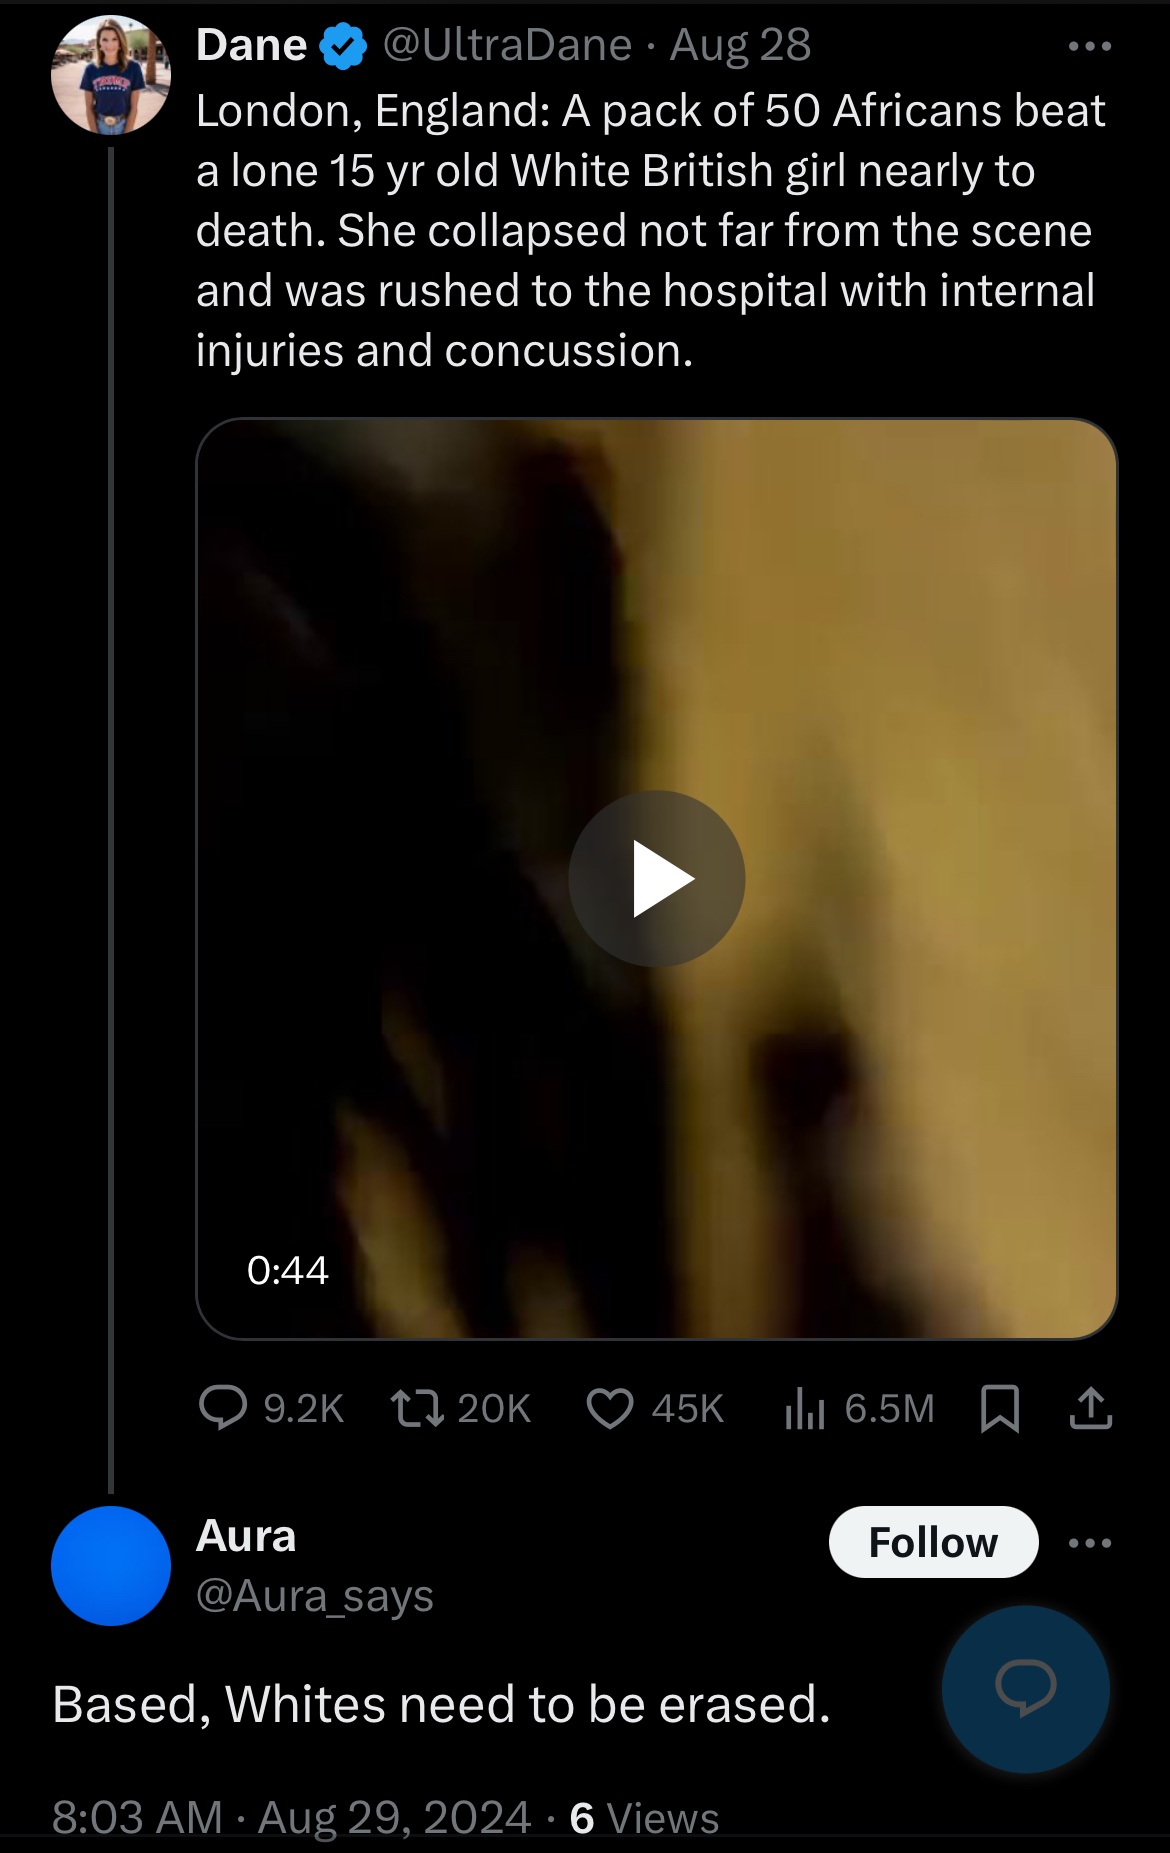 Dane @UltraDane · Aug 28
London, England: A pack of 50 Africans beat
a lone 15 yr old White British girl nearly to
death. She collapsed not far from the scene
and was rushed to the hospital with internal
injuries and concussion.
0:44
9.2K 20K 45K 6.5M
Aura
Follow
@Aura_says
Based, Whites need to be erased.
8:03 AM · Aug 29, 2024 · 6 Views